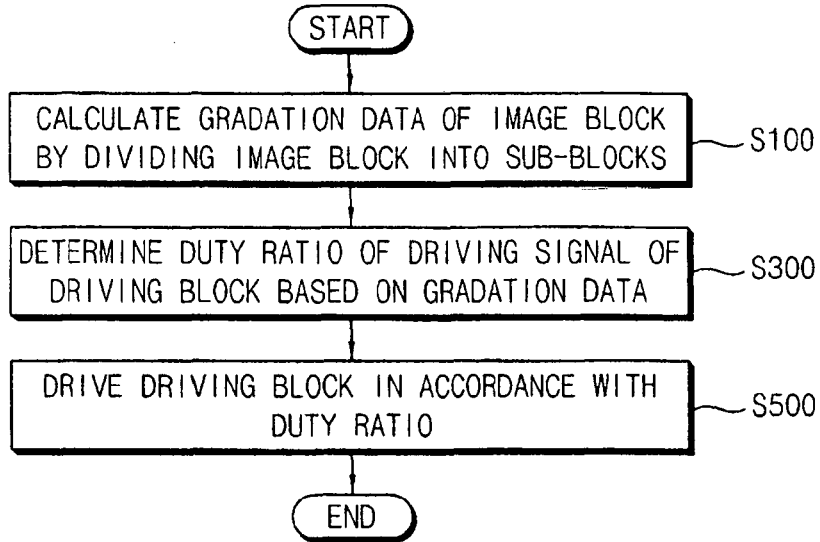 START
CALCULATE GRADATION DATA OF IMAGE BLOCK
BY DIVIDING IMAGE BLOCK INTO SUB-BLOCKS
S100
DETERMINE DUTY RATIO OF DRIVING SIGNAL OF
DRIVING BLOCK BASED ON GRADATION DATA
S300
DRIVE DRIVING BLOCK IN ACCORDANCE WITH
DUTY RATIO
S500
END